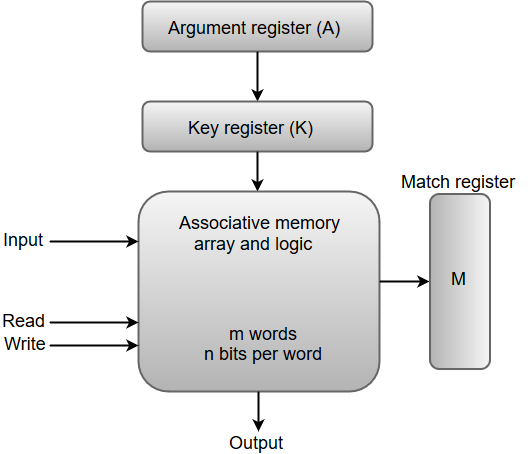 Argument register (A)
Key register (K)
Match register
Associative memory
array and logic
Input
M
Read
Write
m words
n bits per word
Output